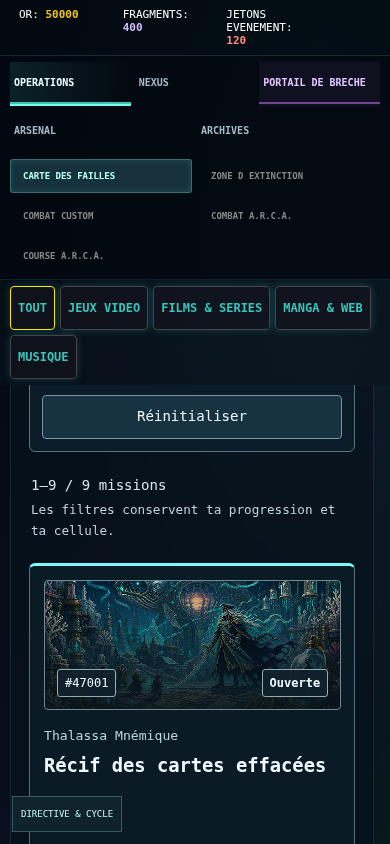 OR: 50000
FRAGMENTS: 400
JETONS EVENEMENT: 120
OPERATIONS
NEXUS
PORTAIL DE BRECHE
ARSENAL
ARCHIVES
CARTE DES FAILLES
ZONE D EXTINCTION
COMBAT CUSTOM
COMBAT A.R.C.A.
COURSE A.R.C.A.
TOUT
JEUX VIDEO
FILMS & SERIES
MANGA & WEB
MUSIQUE
Réinitialiser
1–9 / 9 missions
Les filtres conservent ta progression et
ta cellule.
#47001
Ouverte
Thalassa Mnémique
Récif des cartes effacées
DIRECTIVE & CYCLE